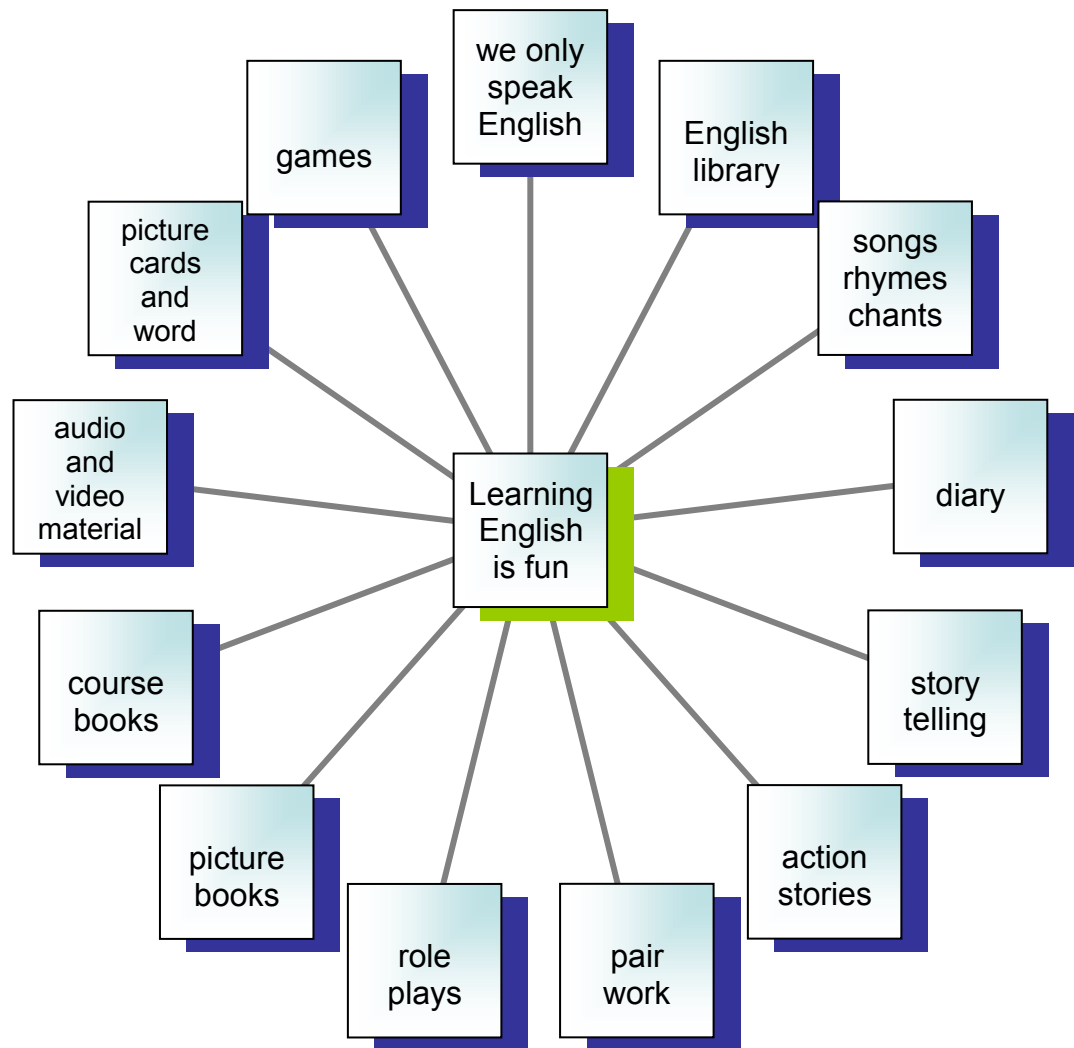 we only
speak
English
English
library
songs
rhymes
chants
diary
story
telling
action
stories
pair
work
role
plays
picture
books
course
books
audio
and
video
material
picture
cards
and
word
games
Learning
English
is fun